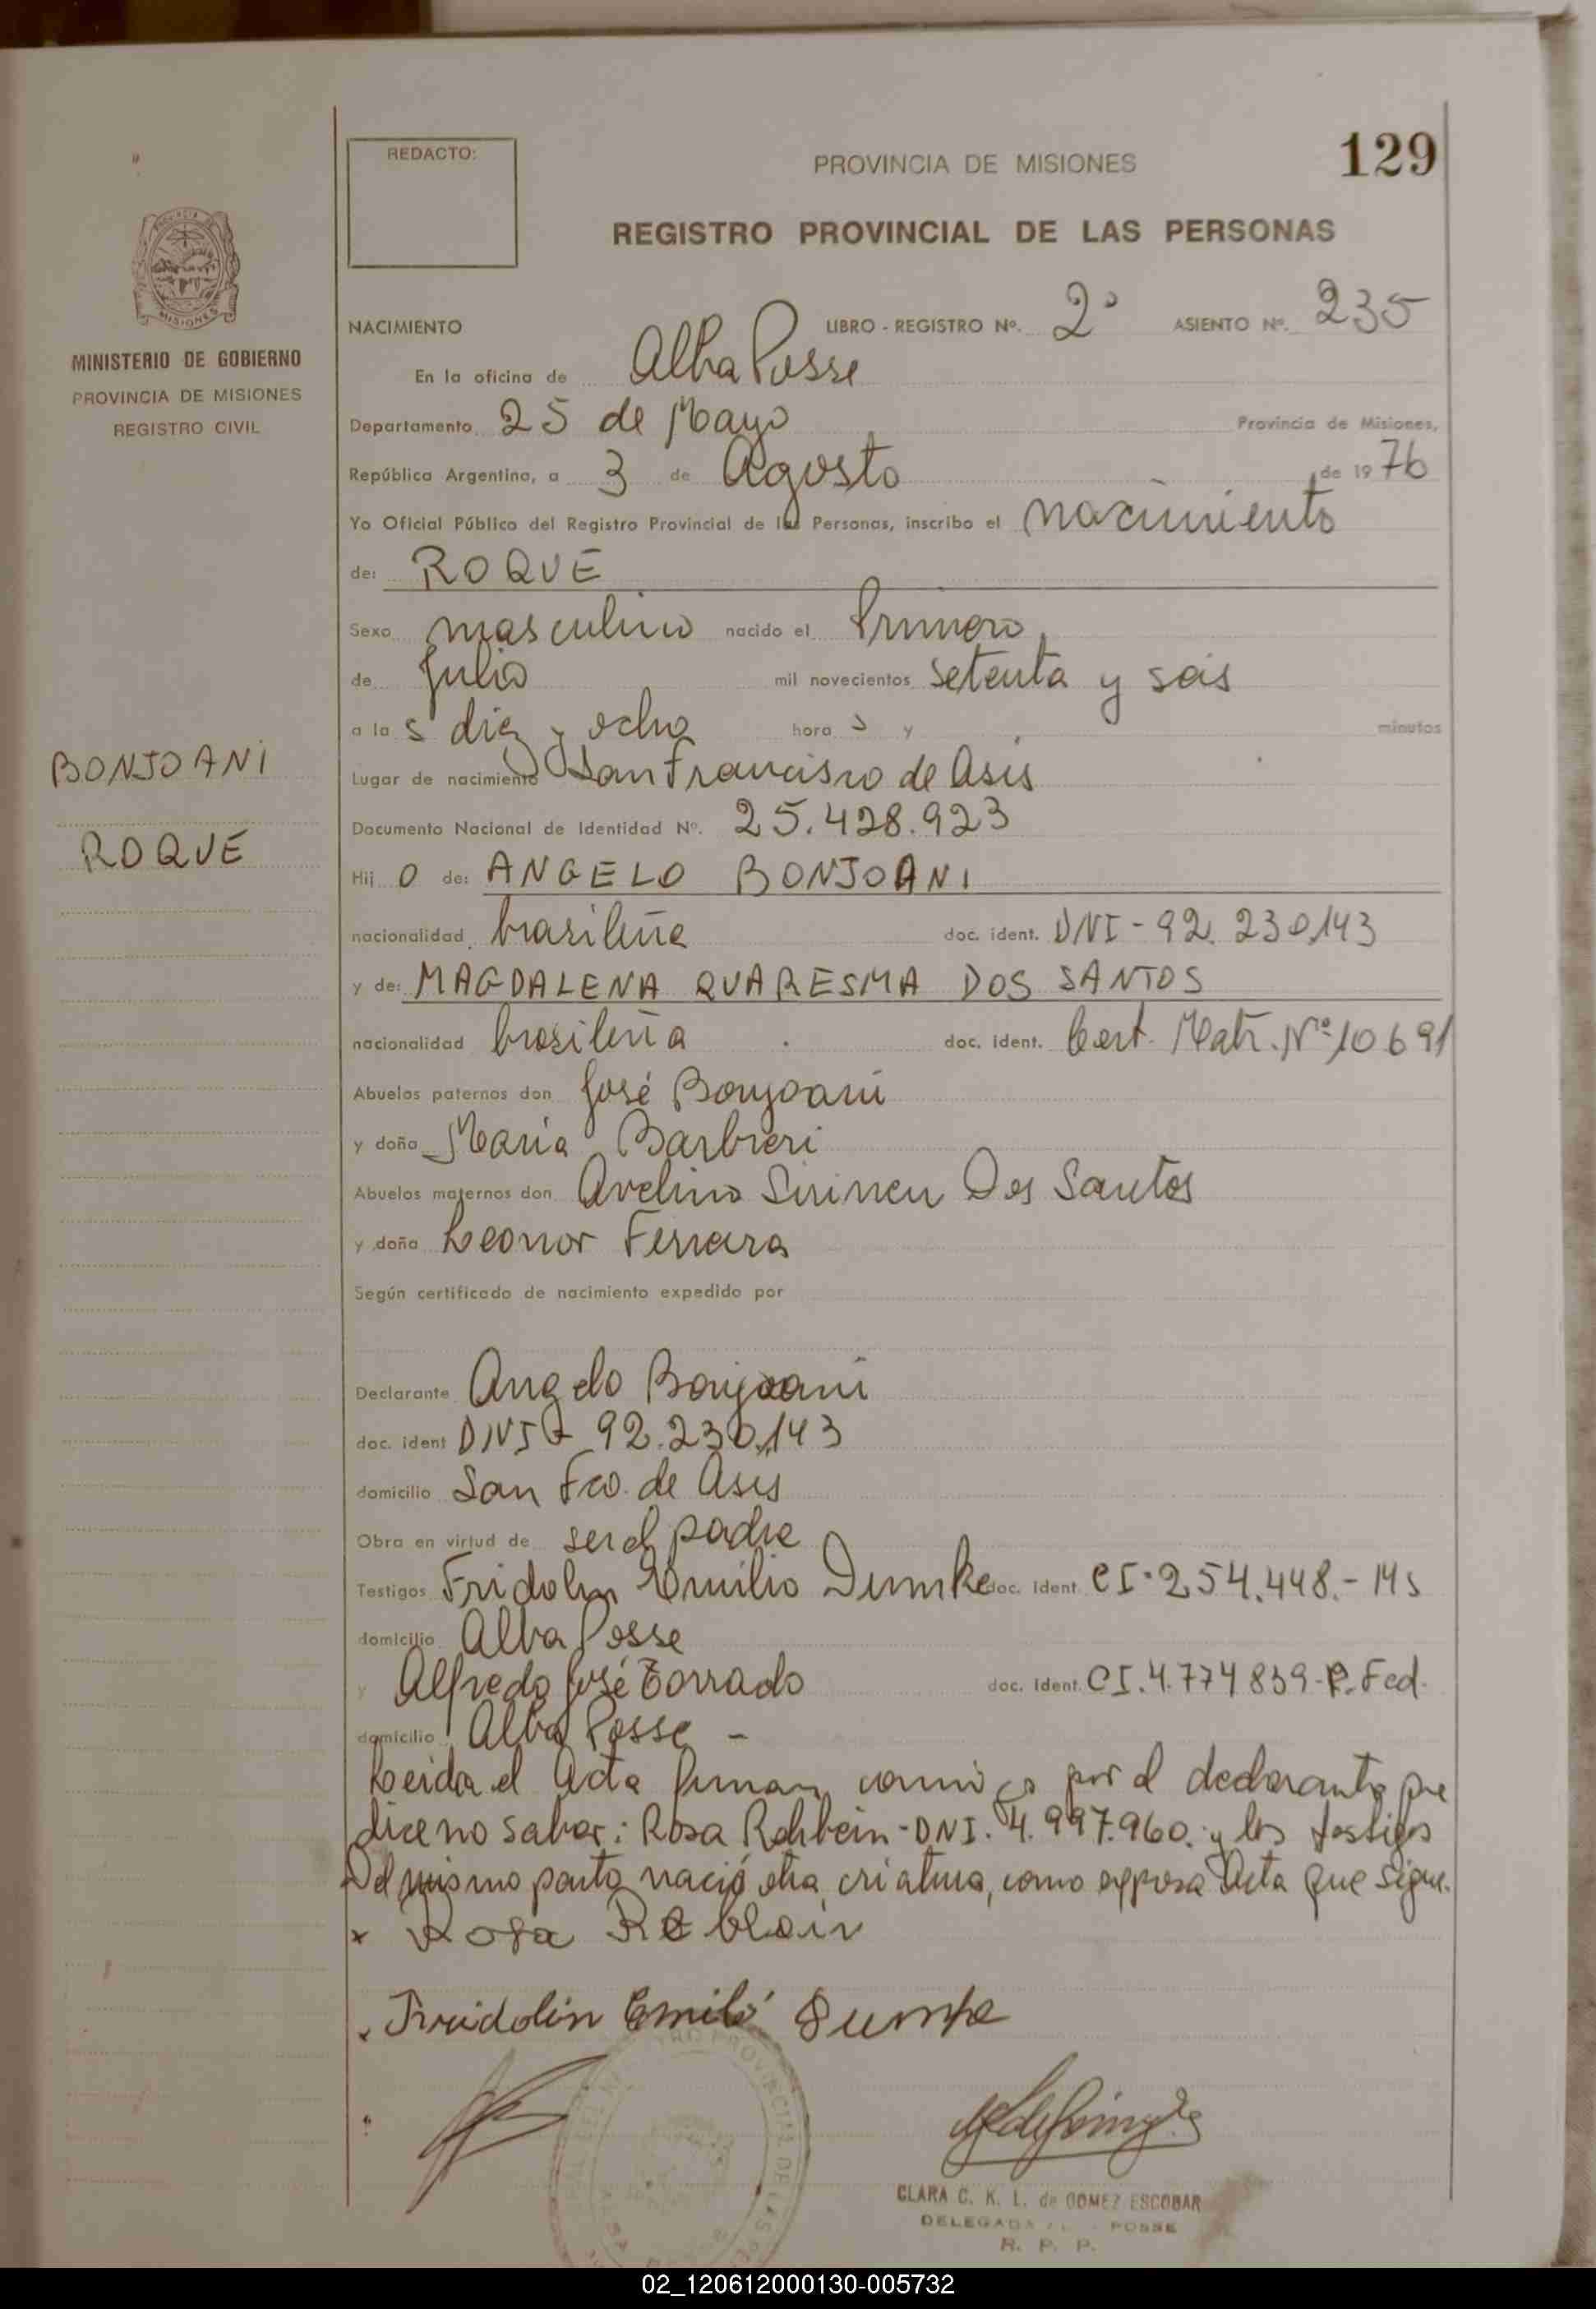 129
REDACTO:
PROVINCIA DE MISIONES
REGISTRO PROVINCIAL DE LAS PERSONAS
MISIONES
MINISTERIO DE GOBIERNO
PROVINCIA DE MISIONES
REGISTRO CIVIL
NACIMIENTO LIBRO - REGISTRO Nº. 2º ASIENTO Nº. 235
En la oficina de Alba Posse
Departamento 25 de Mayo Provincia de Misiones,
República Argentina, a 3 de Agosto de 1976
Yo Oficial Público del Registro Provincial de las Personas, inscribo el nacimiento
de: ROQUE
Sexo masculino nacido el Primero
de Julio mil novecientos setenta y seis
a las diez y ocho horas y minutos
Lugar de nacimiento San Francisco de Asis
BONJOANI
ROQUE
Documento Nacional de Identidad Nº. 25.428.923
Hijo de: ANGELO BONJOANI
nacionalidad brasileña doc. ident. DNI - 92.230.143
y de: MAGDALENA QUARESMA DOS SANTOS
nacionalidad brasileña doc. ident. Cert. Matr. Nº 10691
Abuelos paternos don José Bonjoani
y doña Maria Barbieri
Abuelos maternos don Avelino Dos Santos
y doña Leonor Ferrara
Según certificado de nacimiento expedido por
Declarante Angelo Bonjoani
doc. ident DNI - 92.230.143
domicilio San Fco. de Asis
Obra en virtud de ser el padre
Testigos Fridolin Emilio Dumke doc. ident CI. 254.448.- Ms
domicilio Alba Posse
y Alfredo José Torrado doc. ident. CI. 4.774839-P. Fed.
domicilio Alba Posse -
Leida el Acta firman conmigo por el declarante que
dice no saber: Rosa Rehbein - DNI. 4.997.960. y los testigos
Del mismo parto nació otra criatura, como expresa Acta que sigue.
x Rosa
Fridolin Emilio Dumke
CLARA C. K. L. de GOMEZ ESCOBAR
DELEGADA POSSE
R. P. P.
02_120612000130-005732